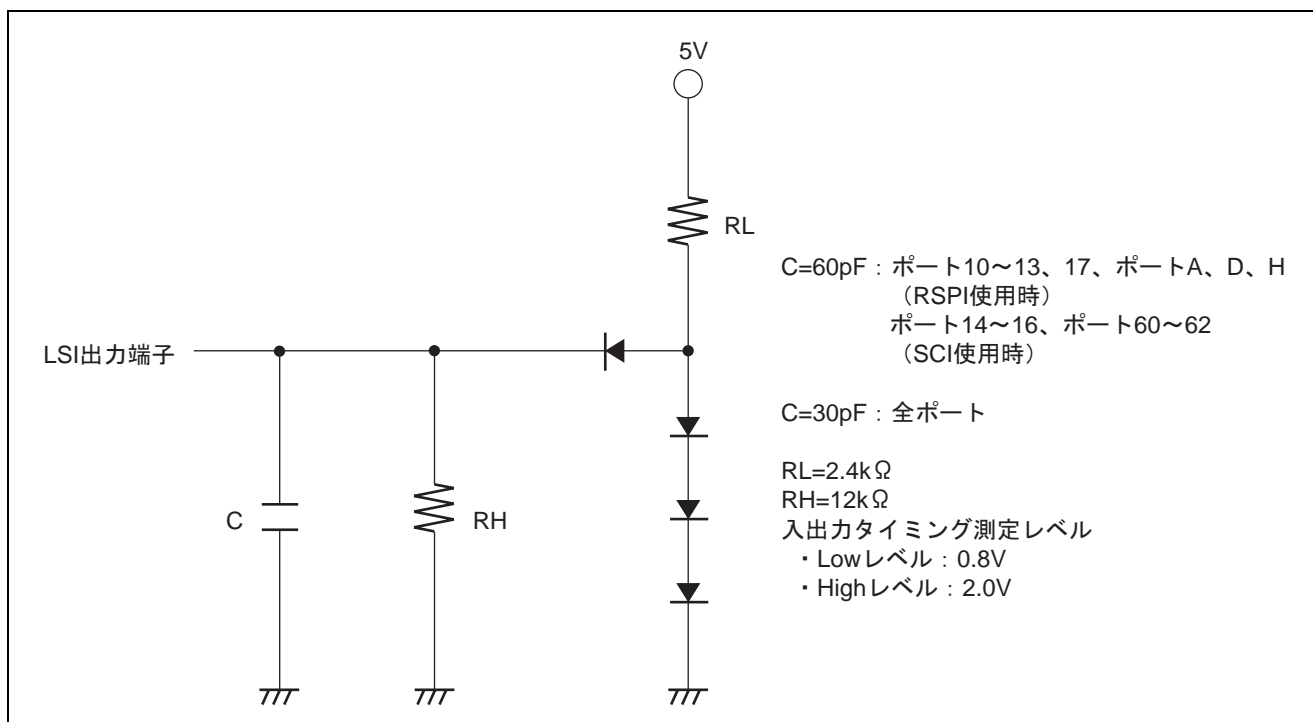 5V
RL
LSI出力端子
C
RH
C=60pF：ポート10～13、17、ポートA、D、H
（RSPI使用時）
ポート14～16、ポート60～62
（SCI使用時）
C=30pF：全ポート
RL=2.4kΩ
RH=12kΩ
入出力タイミング測定レベル
・Lowレベル：0.8V
・Highレベル：2.0V